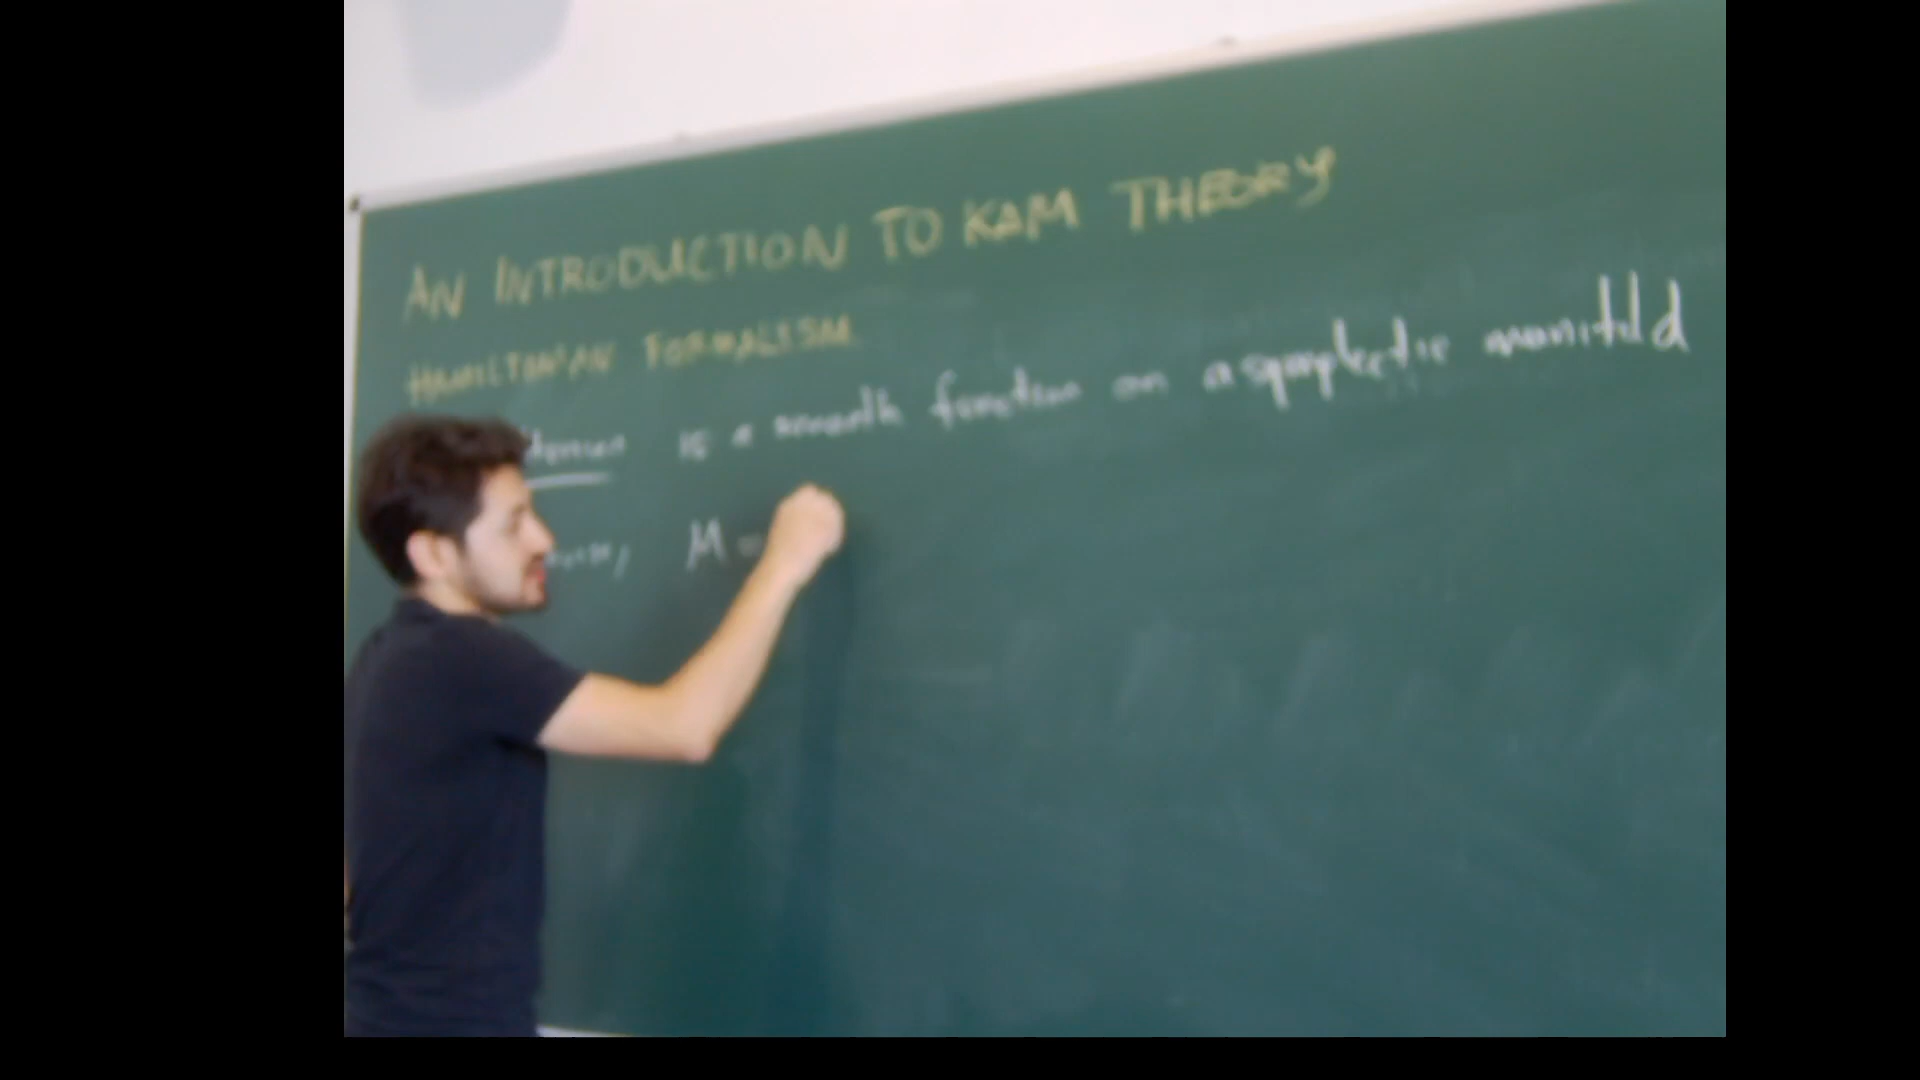 AN INTRODUCTION TO KAM THEORY
HAMILTONIAN FORMALISM
is a smooth function on a symplectic manifold
M =